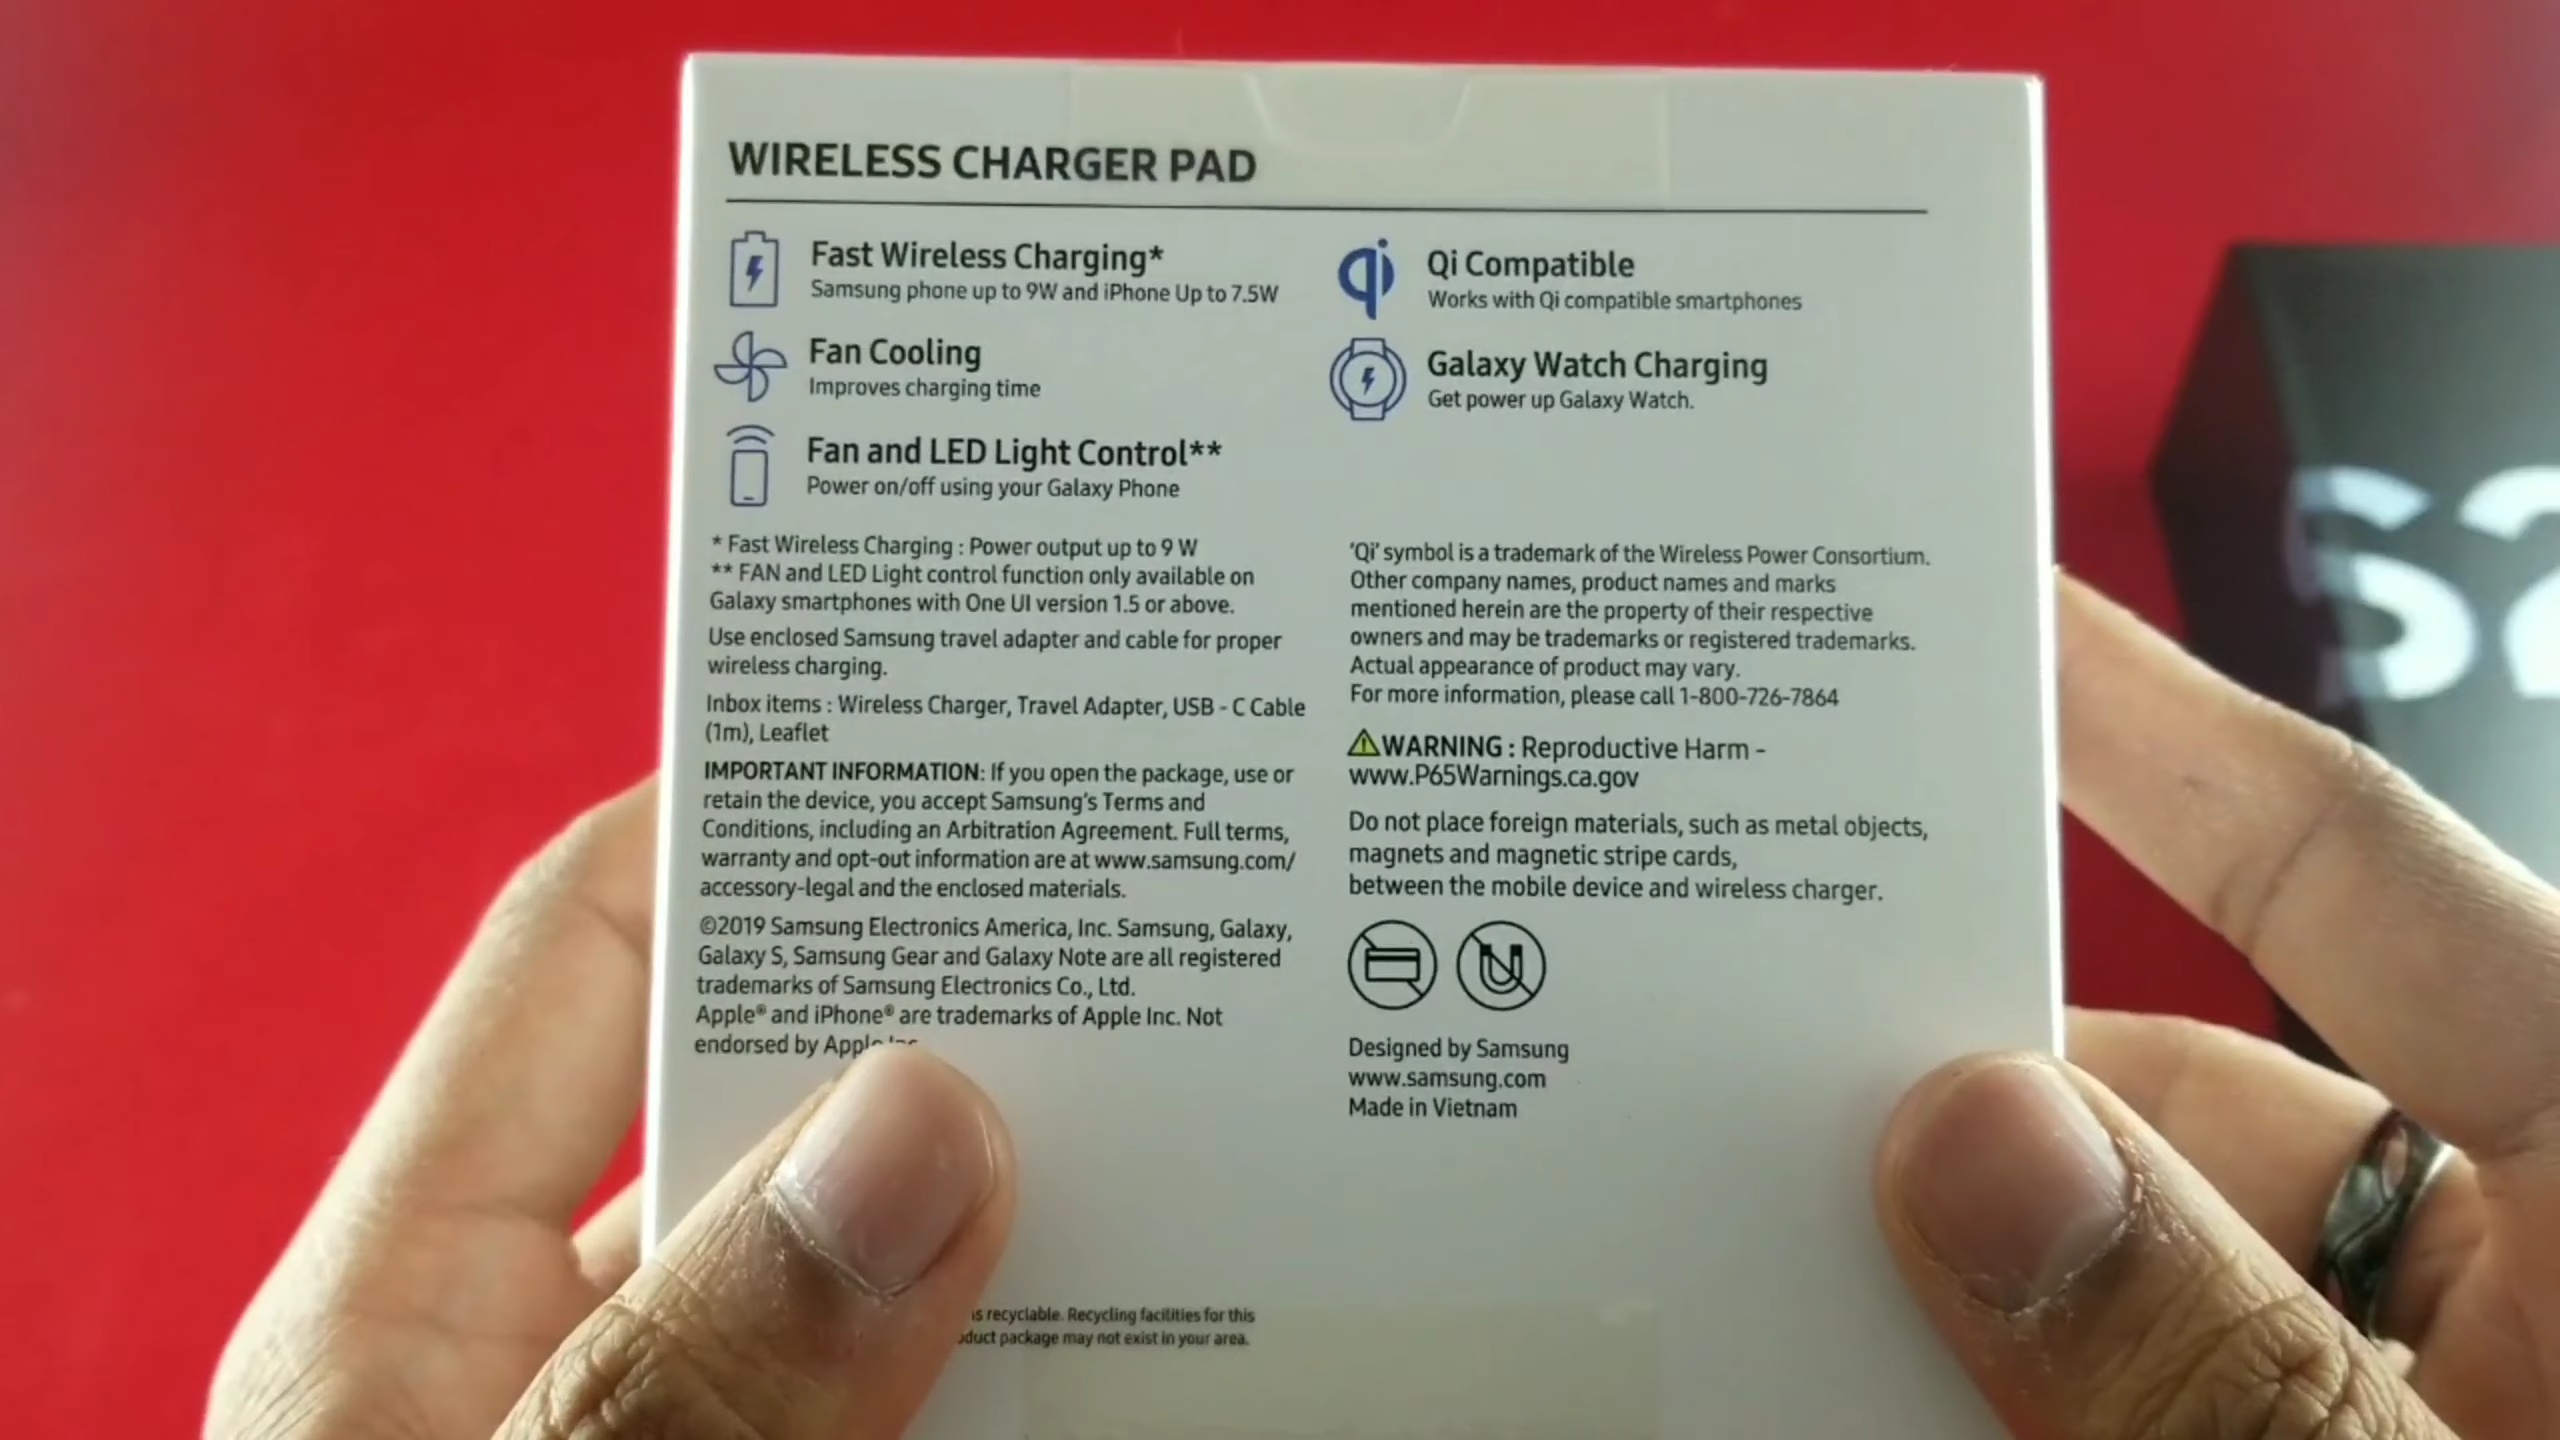 WIRELESS CHARGER PAD
Fast Wireless Charging*
Samsung phone up to 9W and iPhone Up to 7.5W
Fan Cooling
Improves charging time
Fan and LED Light Control**
Power on/off using your Galaxy Phone
qi
Qi Compatible
Works with Qi compatible smartphones
Galaxy Watch Charging
Get power up Galaxy Watch.
* Fast Wireless Charging : Power output up to 9 W
** FAN and LED Light control function only available on
Galaxy smartphones with One UI version 1.5 or above.
Use enclosed Samsung travel adapter and cable for proper
wireless charging.
Inbox items : Wireless Charger, Travel Adapter, USB - C Cable
(1m), Leaflet
IMPORTANT INFORMATION: If you open the package, use or
retain the device, you accept Samsung's Terms and
Conditions, including an Arbitration Agreement. Full terms,
warranty and opt-out information are at www.samsung.com/
accessory-legal and the enclosed materials.
©2019 Samsung Electronics America, Inc. Samsung, Galaxy,
Galaxy S, Samsung Gear and Galaxy Note are all registered
trademarks of Samsung Electronics Co., Ltd.
Apple® and iPhone® are trademarks of Apple Inc. Not
endorsed by Apple Inc
is recyclable. Recycling facilities for this
package may not exist in your area.
'Qi' symbol is a trademark of the Wireless Power Consortium.
Other company names, product names and marks
mentioned herein are the property of their respective
owners and may be trademarks or registered trademarks.
Actual appearance of product may vary.
For more information, please call 1-800-726-7864
WARNING : Reproductive Harm -
www.P65Warnings.ca.gov
Do not place foreign materials, such as metal objects,
magnets and magnetic stripe cards,
between the mobile device and wireless charger.
Designed by Samsung
www.samsung.com
Made in Vietnam
S2